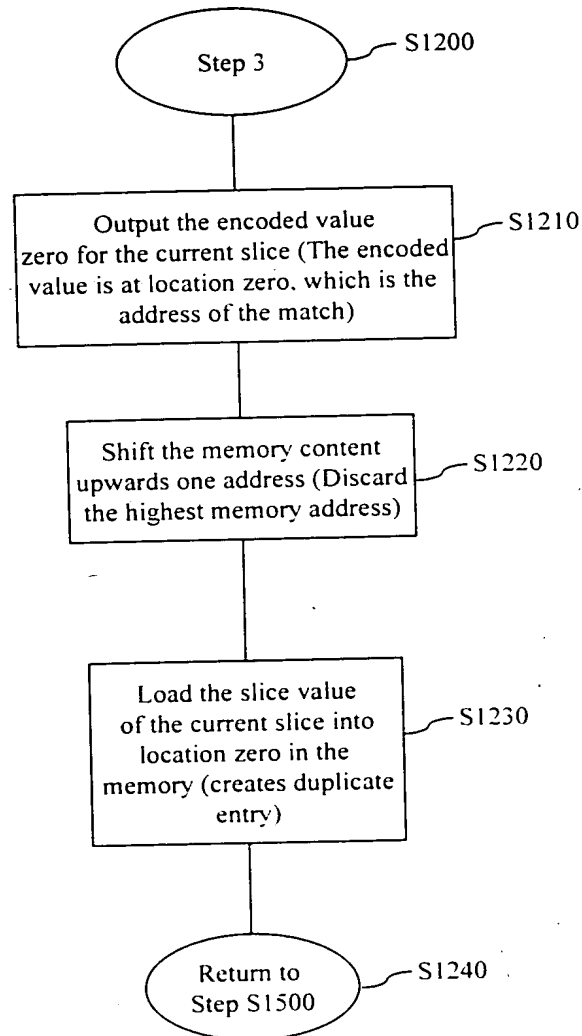 Step 3
S1200
Output the encoded value
zero for the current slice (The encoded
value is at location zero, which is the
address of the match)
S1210
Shift the memory content
upwards one address (Discard
the highest memory address)
S1220
Load the slice value
of the current slice into
location zero in the
memory (creates duplicate
entry)
S1230
Return to
Step S1500
S1240